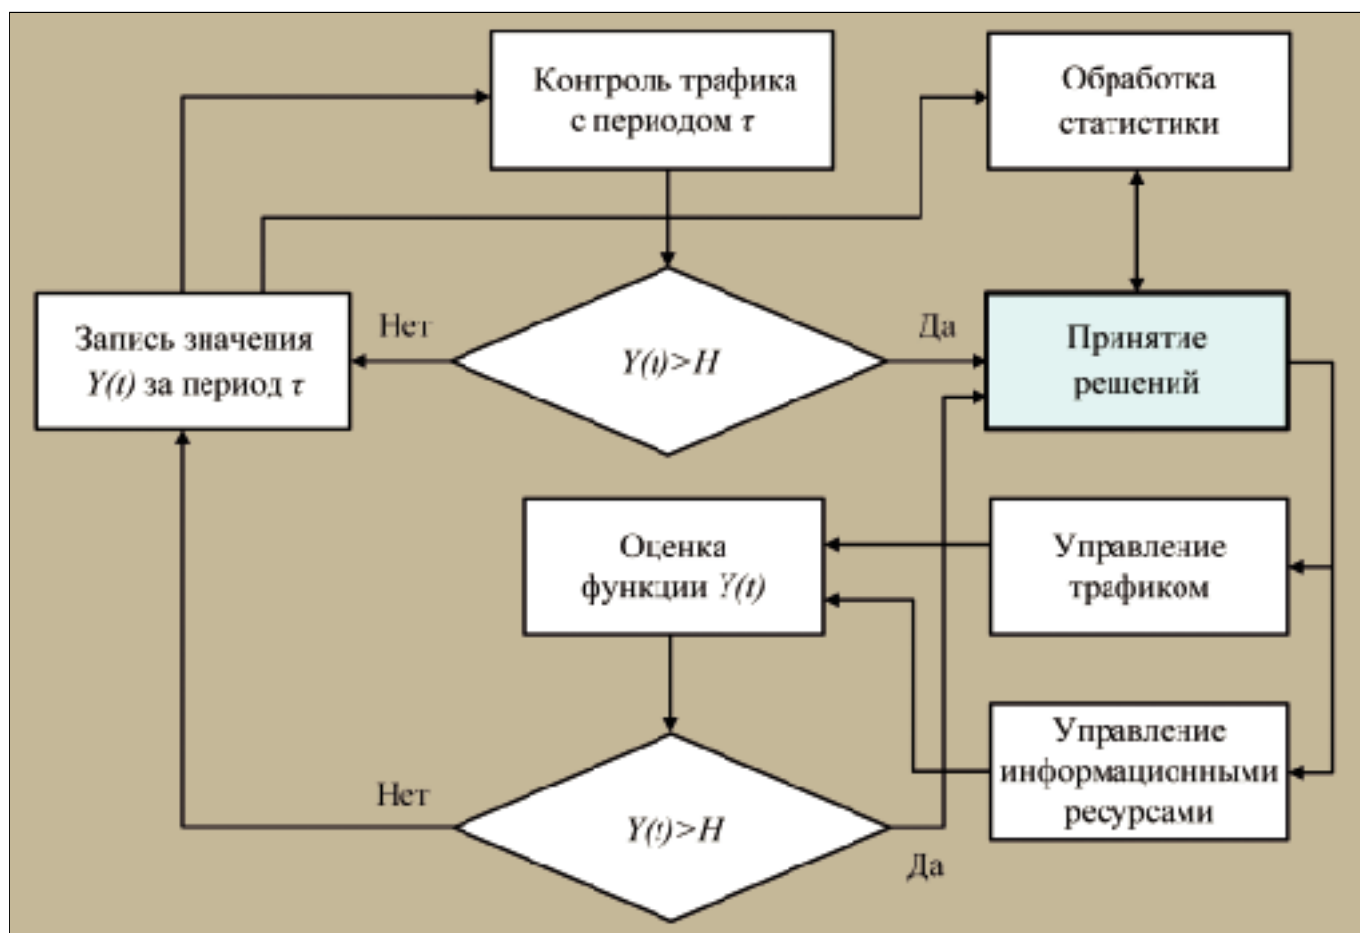 Контроль трафика
с периодом τ
Обработка
статистики
Запись значения
Y(t) за период τ
Нет
Y(t)>H
Да
Принятие
решений
Оценка
функции Y(t)
Управление
трафиком
Управление
информационными
ресурсами
Нет
Y(t)>H
Да